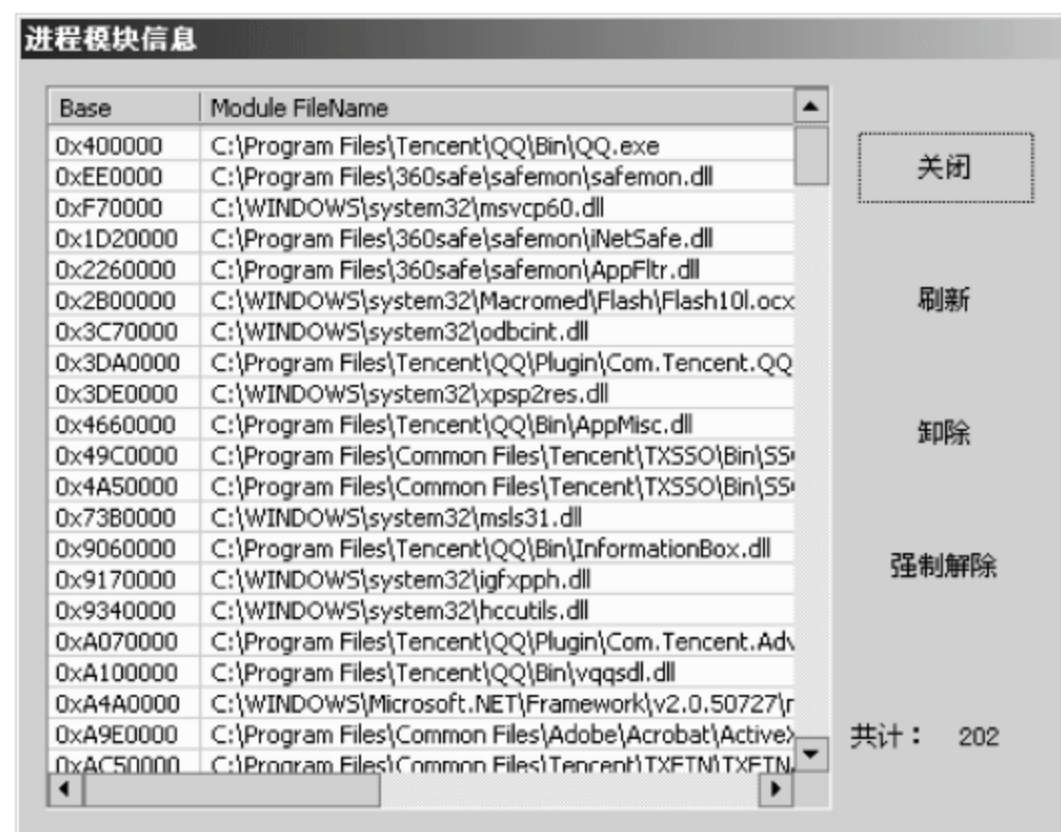 进程模块信息
Base Module FileName
0x400000 C:\Program Files\Tencent\QQ\Bin\QQ.exe
0xEE0000 C:\Program Files\360safe\safemon\safemon.dll
0xF70000 C:\WINDOWS\system32\msvcp60.dll
0x1D20000 C:\Program Files\360safe\safemon\iNetSafe.dll
0x2260000 C:\Program Files\360safe\safemon\AppFltr.dll
0x2B00000 C:\WINDOWS\system32\Macromed\Flash\Flash10l.ocx
0x3C70000 C:\WINDOWS\system32\odbcint.dll
0x3DA0000 C:\Program Files\Tencent\QQ\Plugin\Com.Tencent.QQ
0x3DE0000 C:\WINDOWS\system32\xpsp2res.dll
0x4660000 C:\Program Files\Tencent\QQ\Bin\AppMisc.dll
0x49C0000 C:\Program Files\Common Files\Tencent\TXSSO\Bin\SS
0x4A50000 C:\Program Files\Common Files\Tencent\TXSSO\Bin\SS
0x73B0000 C:\WINDOWS\system32\msls31.dll
0x9060000 C:\Program Files\Tencent\QQ\Bin\InformationBox.dll
0x9170000 C:\WINDOWS\system32\igfxpph.dll
0x9340000 C:\WINDOWS\system32\hccutils.dll
0xA070000 C:\Program Files\Tencent\QQ\Plugin\Com.Tencent.Adv
0xA100000 C:\Program Files\Tencent\QQ\Bin\vqqsdl.dll
0xA4A0000 C:\WINDOWS\Microsoft.NET\Framework\v2.0.50727\
0xA9E0000 C:\Program Files\Common Files\Adobe\Acrobat\Active
0xAC50000 C:\Program Files\Common Files\Tencent\TXFTN\TXFTN
关闭
刷新
卸除
强制解除
共计： 202